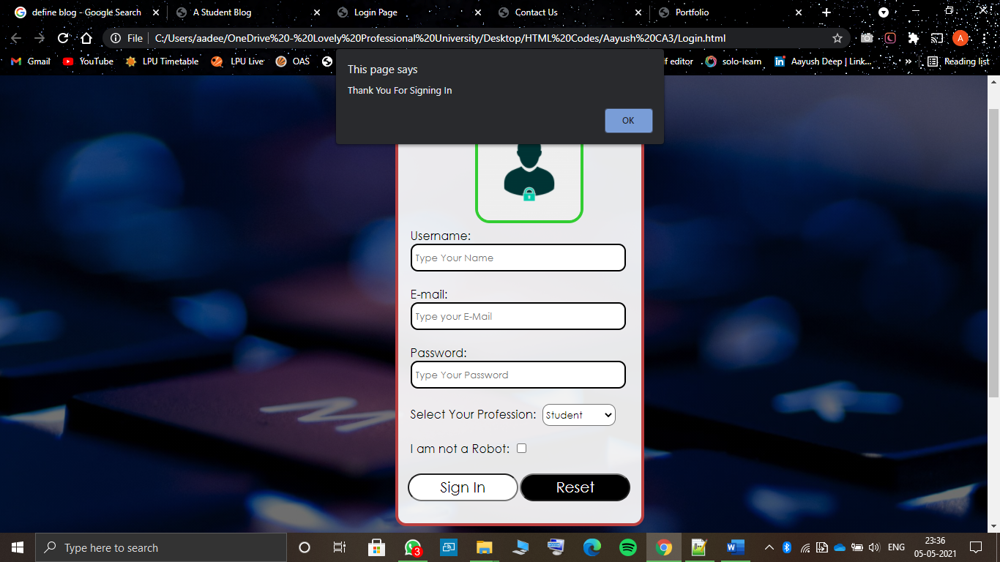 define blog - Google Search
A Student Blog
Login Page
Contact Us
Portfolio
File
C:/Users/aadee/OneDrive%20-%20Lovely%20Professional%20University/Desktop/HTML%20Codes/Aayush%20CA3/Login.html
A
Gmail
YouTube
LPU Timetable
LPU Live
OAS
if editor
solo-learn
Aayush Deep | Link...
»
Reading list
This page says
Thank You For Signing In
OK
Username:
Type Your Name
E-mail:
Type your E-Mail
Password:
Type Your Password
Select Your Profession: Student
I am not a Robot:
Sign In
Reset
Type here to search
3
ENG
23:36
05-05-2021